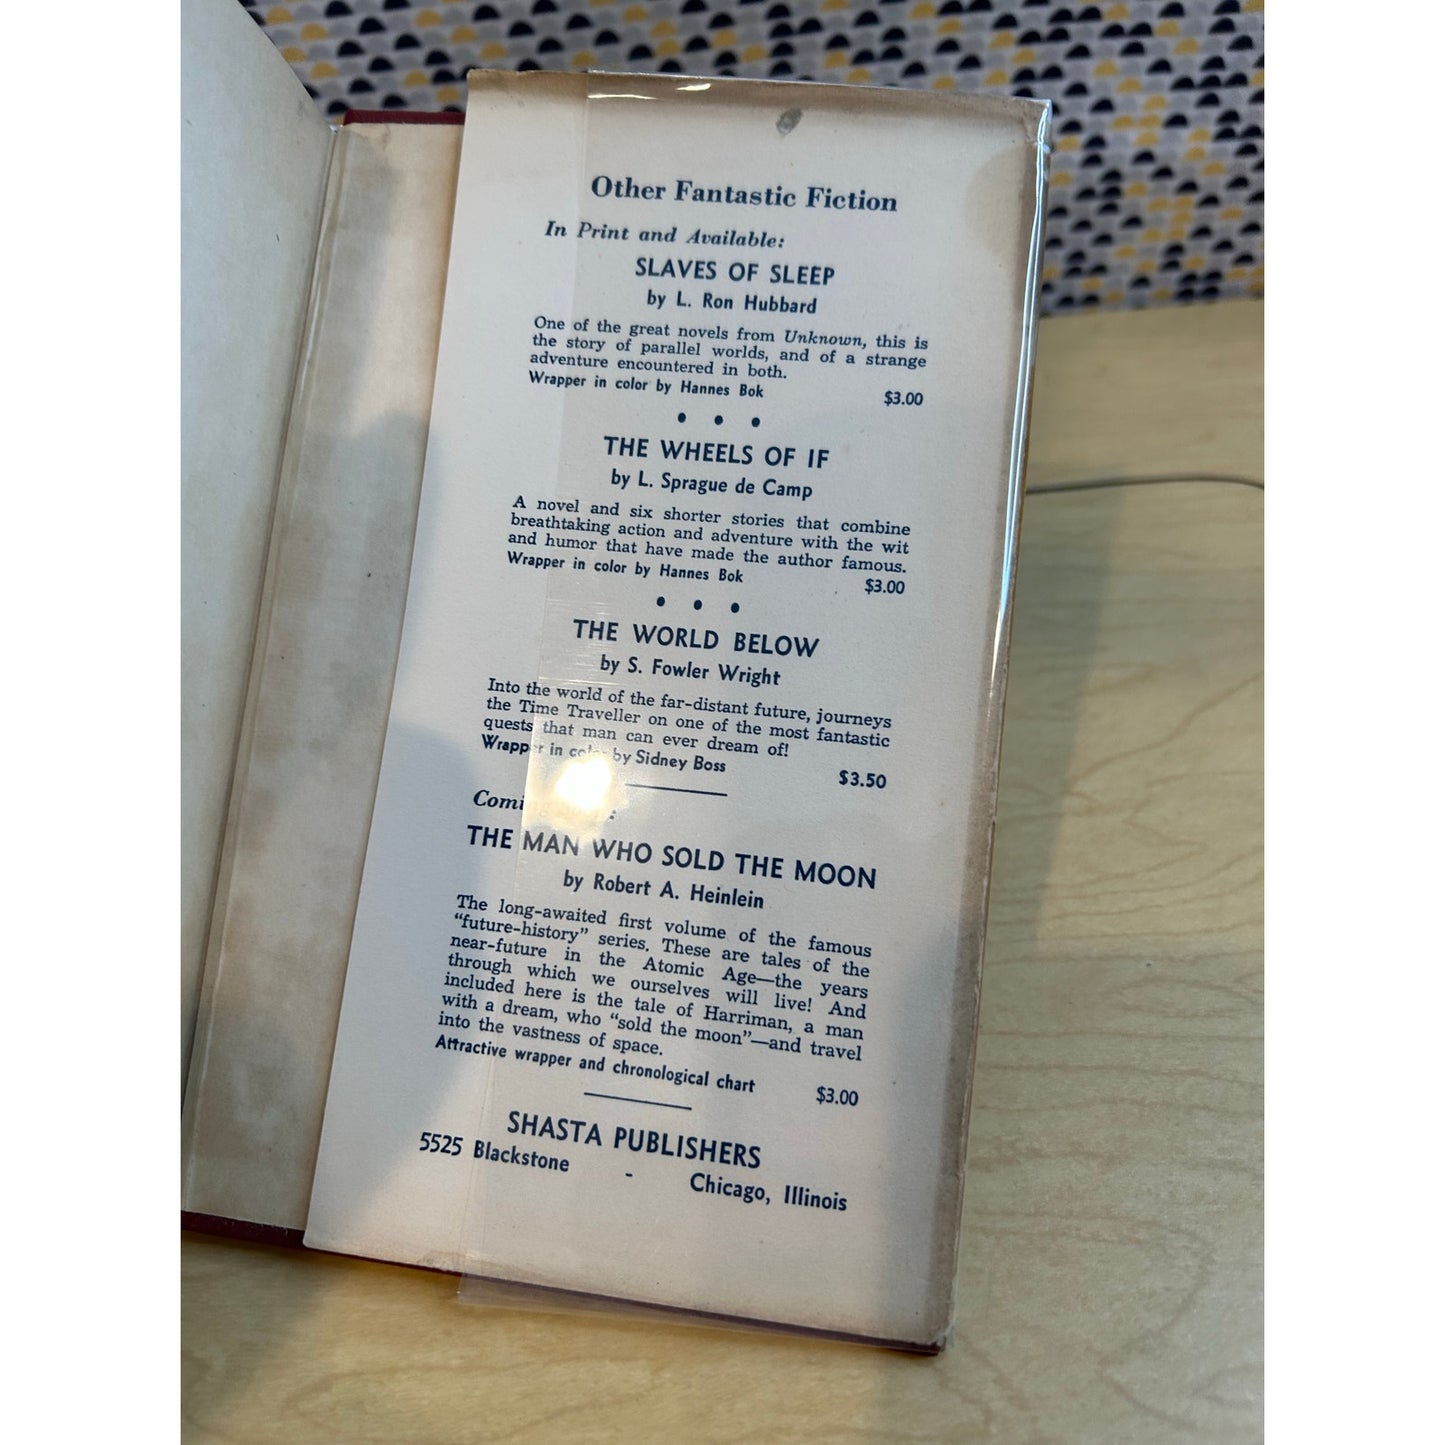 Other Fantastic Fiction
In Print and Available:
SLAVES OF SLEEP
by L. Ron Hubbard
One of the great novels from Unknown, this is
the story of parallel worlds, and of a strange
adventure encountered in both.
Wrapper in color by Hannes Bok $3.00
• • •
THE WHEELS OF IF
by L. Sprague de Camp
A novel and six shorter stories that combine
breathtaking action and adventure with the wit
and humor that have made the author famous.
Wrapper in color by Hannes Bok $3.00
• • •
THE WORLD BELOW
by S. Fowler Wright
Into the world of the far-distant future, journeys
the Time Traveller on one of the most fantastic
quests that man can ever dream of!
Wrapper in color by Sidney Boss $3.50
THE MAN WHO SOLD THE MOON
by Robert A. Heinlein
The long-awaited first volume of the famous
“future-history” series. These are tales of the
near-future in the Atomic Age—the years
through which we ourselves will live! And
included here is the tale of Harriman, a man
with a dream, who “sold the moon”—and travel
into the vastness of space.
Attractive wrapper and chronological chart $3.00
SHASTA PUBLISHERS
5525 Blackstone - Chicago, Illinois